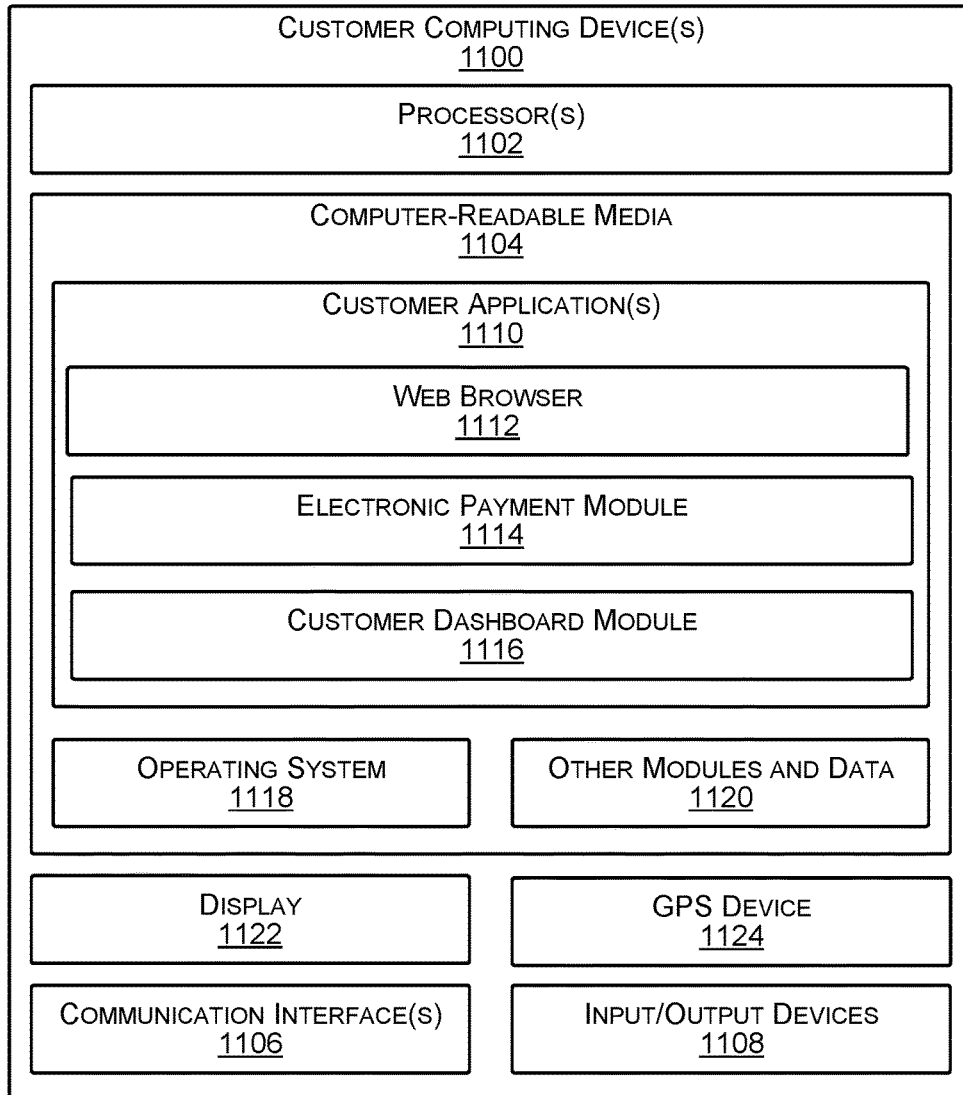 CUSTOMER COMPUTING DEVICE(S)
1100
PROCESSOR(S)
1102
COMPUTER-READABLE MEDIA
1104
CUSTOMER APPLICATION(S)
1110
WEB BROWSER
1112
ELECTRONIC PAYMENT MODULE
1114
CUSTOMER DASHBOARD MODULE
1116
OPERATING SYSTEM
1118
OTHER MODULES AND DATA
1120
DISPLAY
1122
GPS DEVICE
1124
COMMUNICATION INTERFACE(S)
1106
INPUT/OUTPUT DEVICES
1108